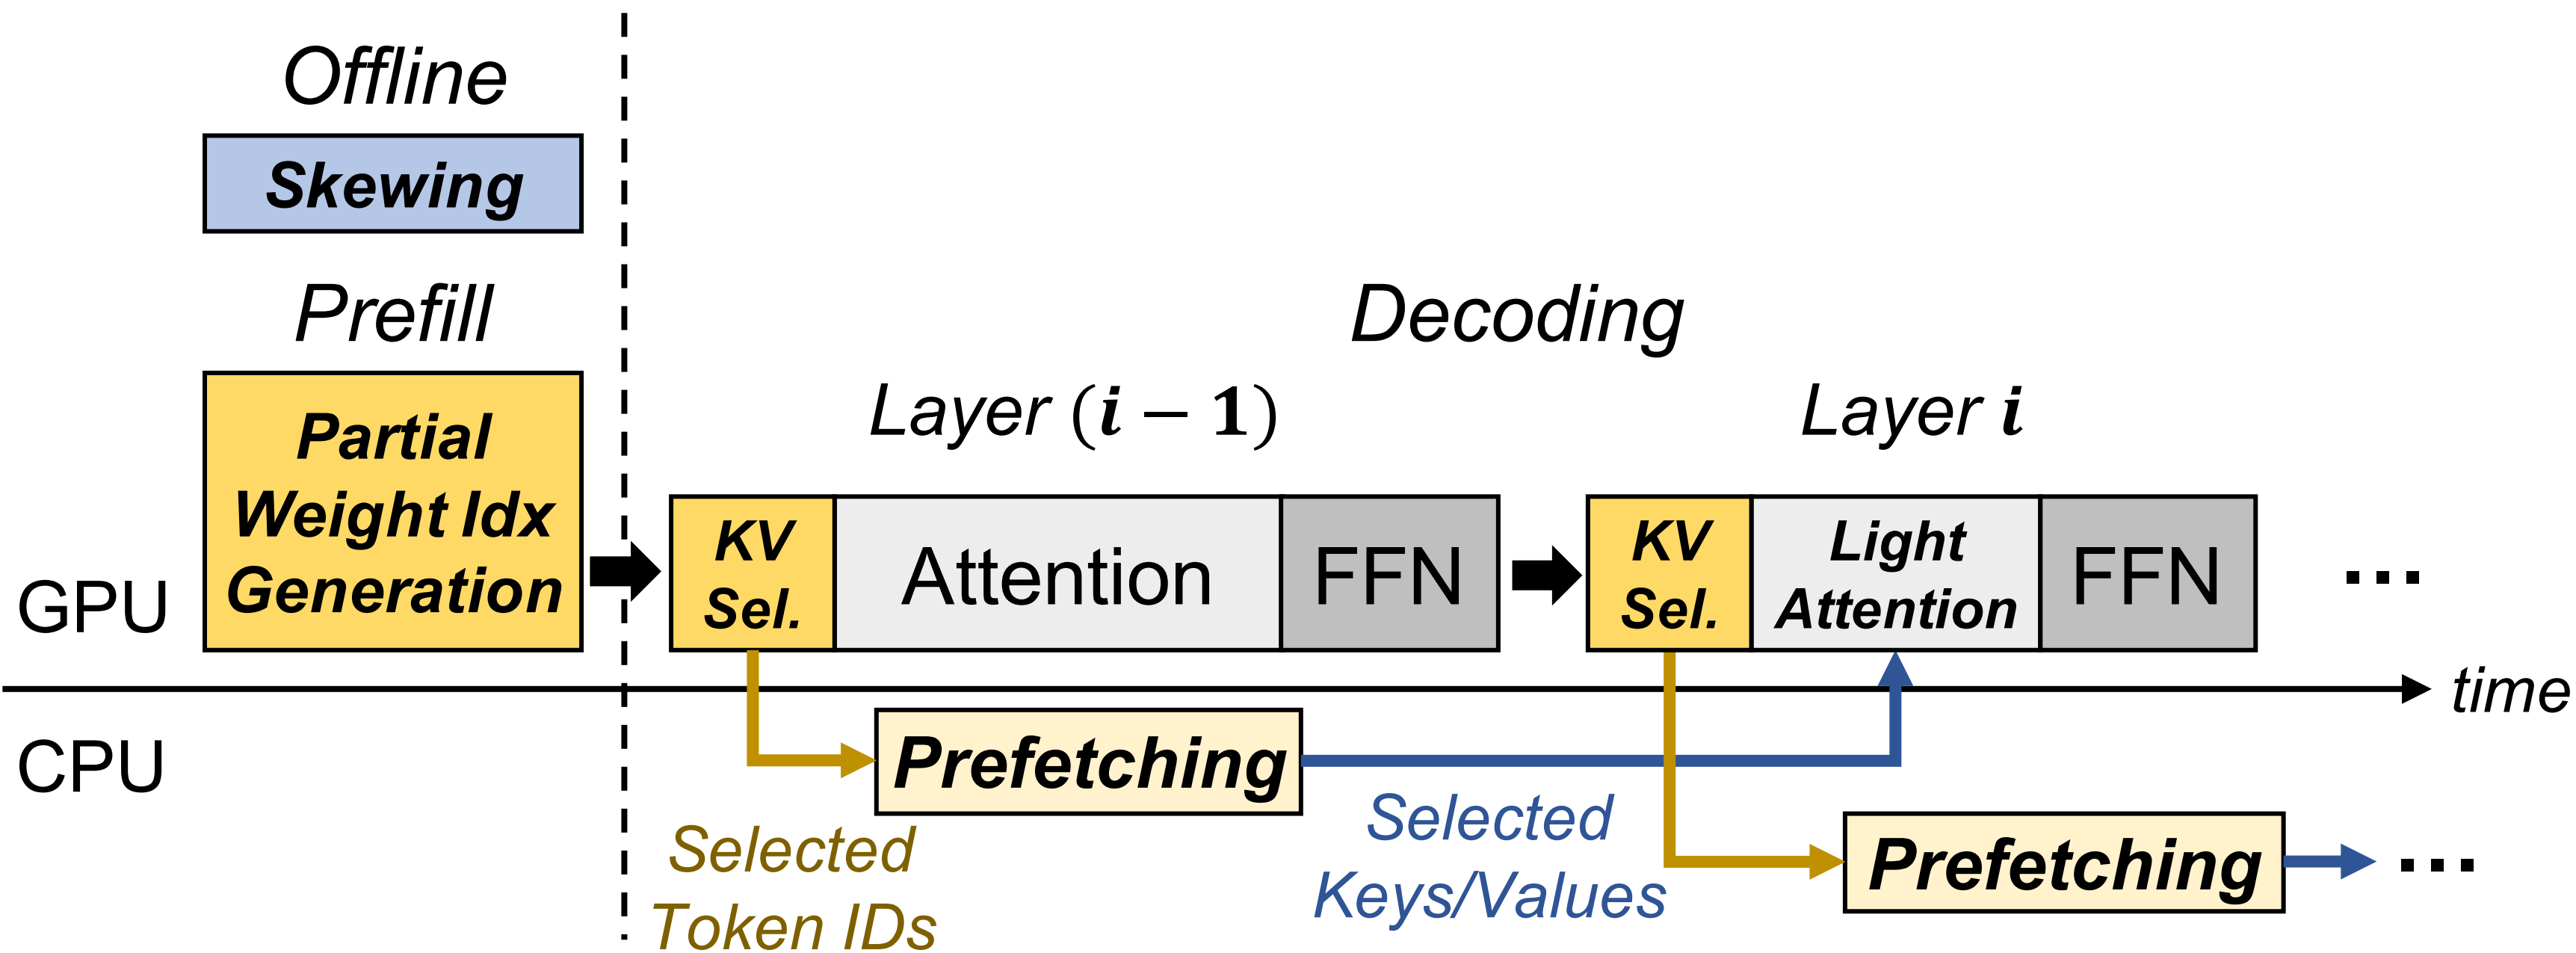 Offline
Skewing
Prefill
Partial
Weight Idx
Generation
Decoding
Layer (i − 1)
Layer i
GPU
KV
Sel.
Attention
FFN
KV
Sel.
Light
Attention
FFN
...
time
CPU
Prefetching
Selected
Token IDs
Selected
Keys/Values
Prefetching
...